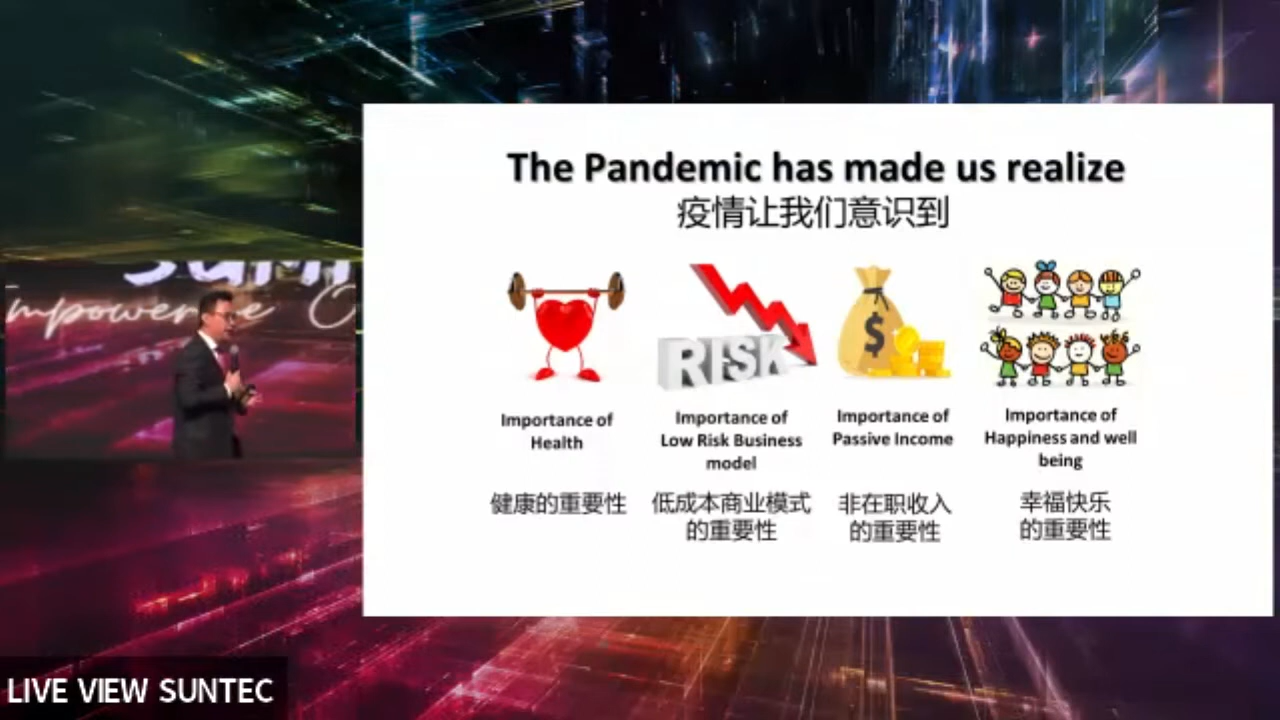 The Pandemic has made us realize
疫情让我们意识到
RISK
Importance of
Health
Importance of
Low Risk Business
model
Importance of
Passive Income
Importance of
Happiness and well
being
健康的重要性
低成本商业模式
的重要性
非在职收入
的重要性
幸福快乐
的重要性
LIVE VIEW SUNTEC